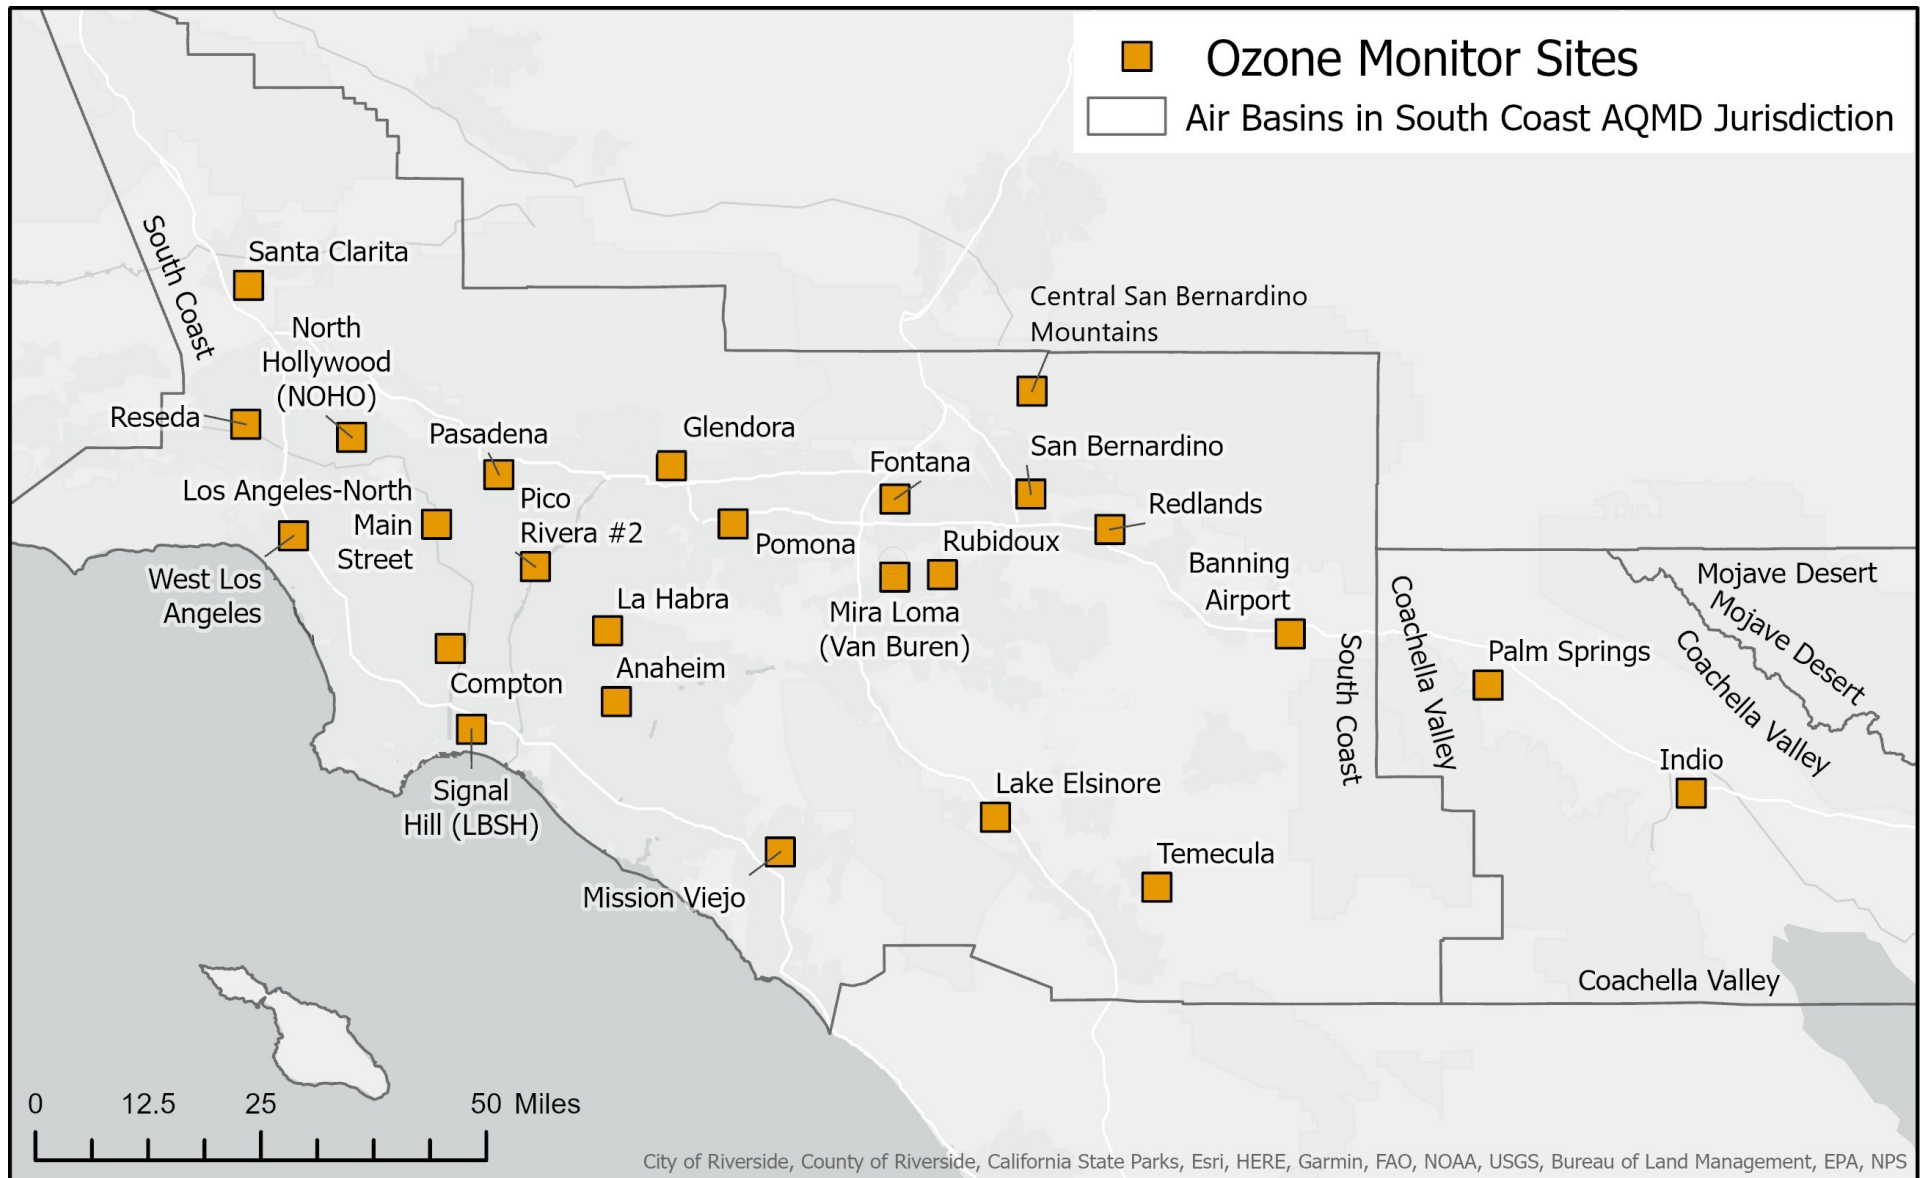 Ozone Monitor Sites
Air Basins in South Coast AQMD Jurisdiction
South Coast
Santa Clarita
North
Hollywood
(NOHO)
Central San Bernardino
Mountains
Reseda
Pasadena
Glendora
Fontana
San Bernardino
Los Angeles-North
Main
Street
Pico
Rivera #2
Pomona
Rubidoux
Redlands
West Los
Angeles
La Habra
Mira Loma
(Van Buren)
Banning
Airport
Mojave Desert
Mojave Desert
Coachella Valley
Coachella Valley
South Coast
Compton
Anaheim
Palm Springs
Signal
Hill (LBSH)
Lake Elsinore
Indio
Mission Viejo
Temecula
Coachella Valley
0 12.5 25 50 Miles
City of Riverside, County of Riverside, California State Parks, Esri, HERE, Garmin, FAO, NOAA, USGS, Bureau of Land Management, EPA, NPS